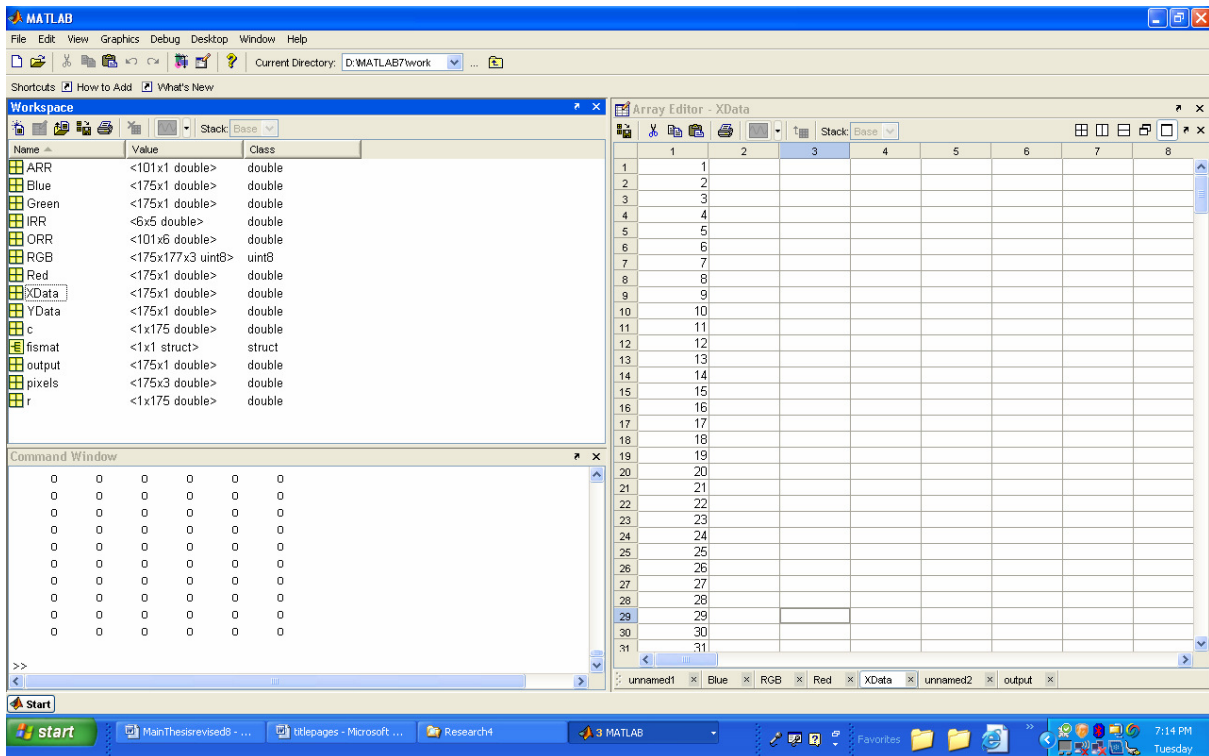 MATLAB
File Edit View Graphics Debug Desktop Window Help
Current Directory: D:\MATLAB7\work ...
Shortcuts How to Add What's New
Workspace
Stack: Base
Name Value Class
ARR <101x1 double> double
Blue <175x1 double> double
Green <175x1 double> double
IRR <6x5 double> double
ORR <101x6 double> double
RGB <175x177x3 uint8> uint8
Red <175x1 double> double
XData <175x1 double> double
YData <175x1 double> double
c <1x175 double> double
fismat <1x1 struct> struct
output <175x1 double> double
pixels <175x3 double> double
r <1x175 double> double
Command Window
0 0 0 0 0 0
0 0 0 0 0 0
0 0 0 0 0 0
0 0 0 0 0 0
0 0 0 0 0 0
0 0 0 0 0 0
0 0 0 0 0 0
0 0 0 0 0 0
0 0 0 0 0 0
0 0 0 0 0 0
>>
Array Editor - XData
Stack: Base
1 2 3 4 5 6 7 8
1 1
2 2
3 3
4 4
5 5
6 6
7 7
8 8
9 9
10 10
11 11
12 12
13 13
14 14
15 15
16 16
17 17
18 18
19 19
20 20
21 21
22 22
23 23
24 24
25 25
26 26
27 27
28 28
29 29
30 30
31 31
unnamed1 Blue RGB Red XData unnamed2 output
Start
start MainThesisrevised8 - ... titlepages - Microsoft ... Research4 3 MATLAB Favorites » 7:14 PM
Tuesday